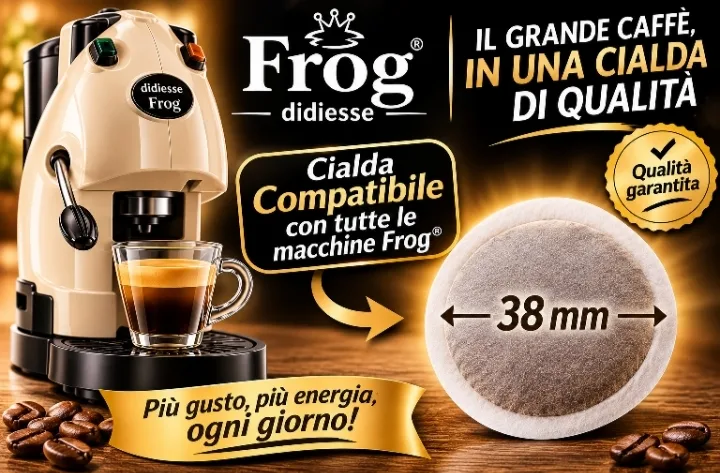 didiesse
Frog
Frog®
didiesse
IL GRANDE CAFFÈ,
IN UNA CIALDA
DI QUALITÀ
Qualità
garantita
Cialda
Compatibile
con tutte le
macchine Frog®
38 mm
Più gusto, più energia,
ogni giorno!